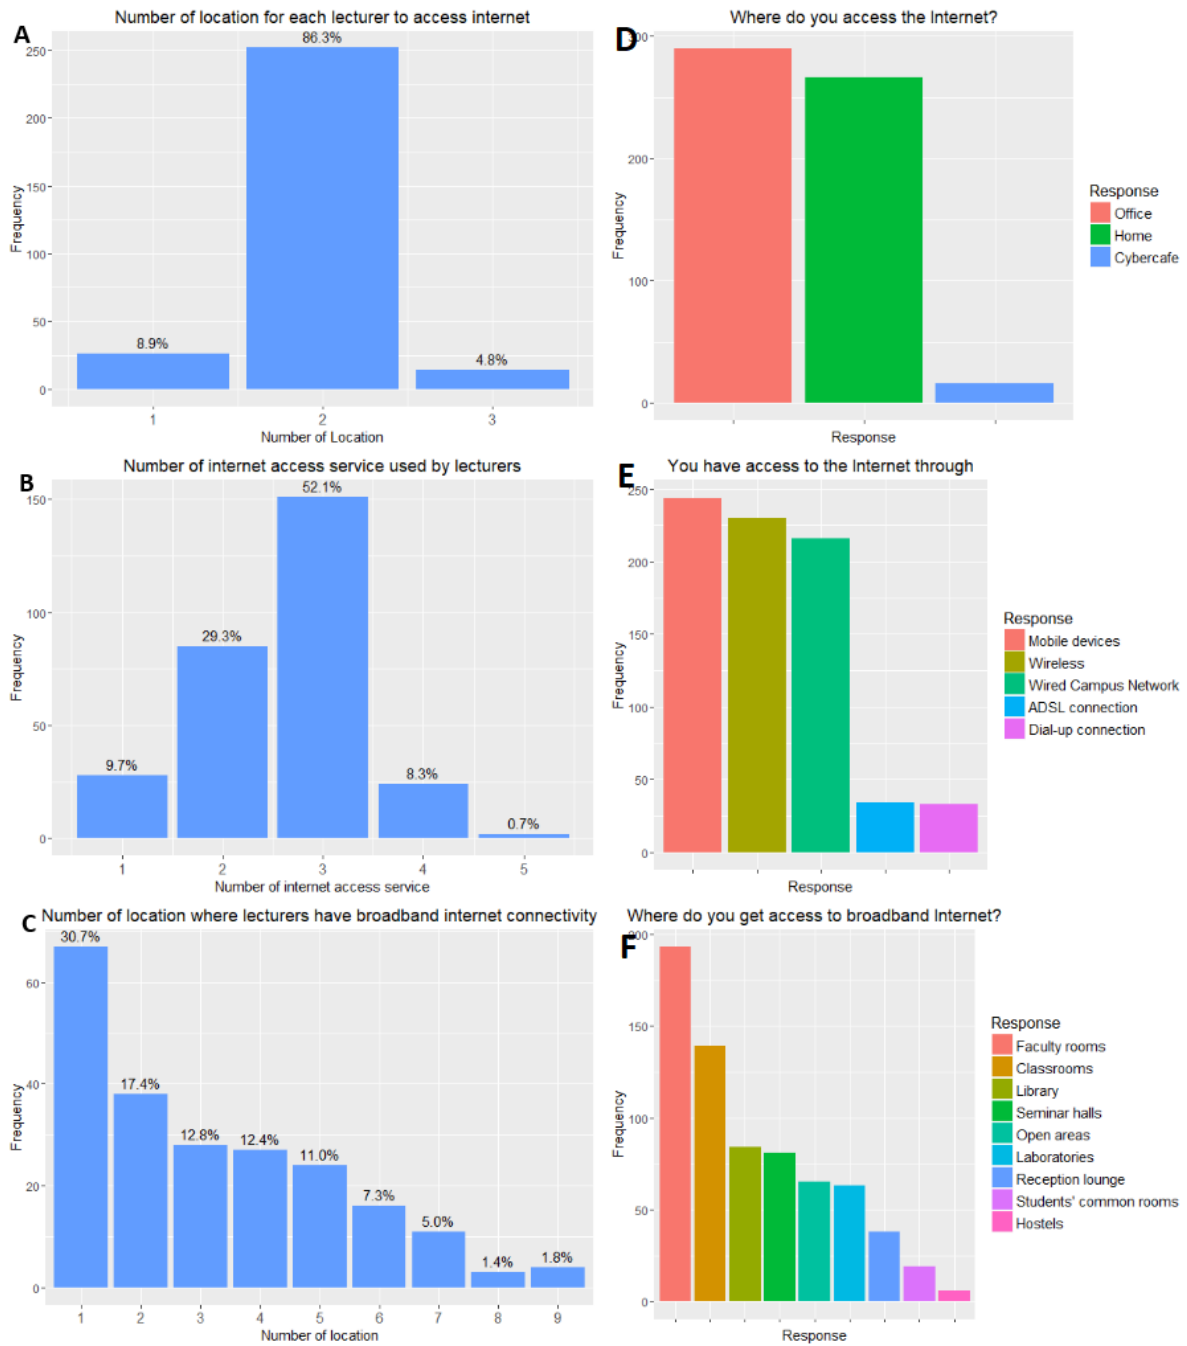 A
Number of location for each lecturer to access internet
250
200
150
100
50
0
Frequency
8.9%
86.3%
4.8%
1 2 3
Number of Location
D
Where do you access the Internet?
300
200
100
0
Frequency
Response
Response
Office
Home
Cybercafe
B
Number of internet access service used by lecturers
150
100
50
0
Frequency
9.7%
29.3%
52.1%
8.3%
0.7%
1 2 3 4 5
Number of internet access service
E
You have access to the Internet through
250
200
150
100
50
0
Frequency
Response
Response
Mobile devices
Wireless
Wired Campus Network
ADSL connection
Dial-up connection
C
Number of location where lecturers have broadband internet connectivity
60
40
20
0
Frequency
30.7%
17.4%
12.8%
12.4%
11.0%
7.3%
5.0%
1.4%
1.8%
1 2 3 4 5 6 7 8 9
Number of location
F
Where do you get access to broadband Internet?
200
150
100
50
0
Frequency
Response
Response
Faculty rooms
Classrooms
Library
Seminar halls
Open areas
Laboratories
Reception lounge
Students' common rooms
Hostels